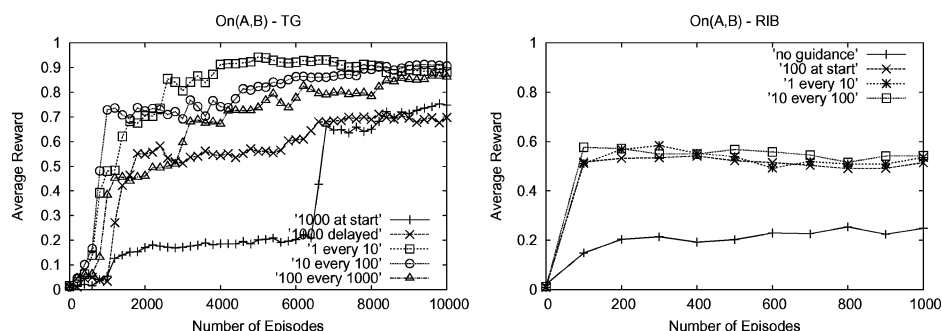 On(A,B) - TG
Average Reward
1
0.9
0.8
0.7
0.6
0.5
0.4
0.3
0.2
0.1
0
'1000 at start'
'1000 delayed'
'1 every 10'
'10 every 100'
'100 every 1000'
0 2000 4000 6000 8000 10000
Number of Episodes
On(A,B) - RIB
Average Reward
1
0.8
0.6
0.4
0.2
0
'no guidance'
'100 at start'
'1 every 10'
'10 every 100'
0 200 400 600 800 1000
Number of Episodes